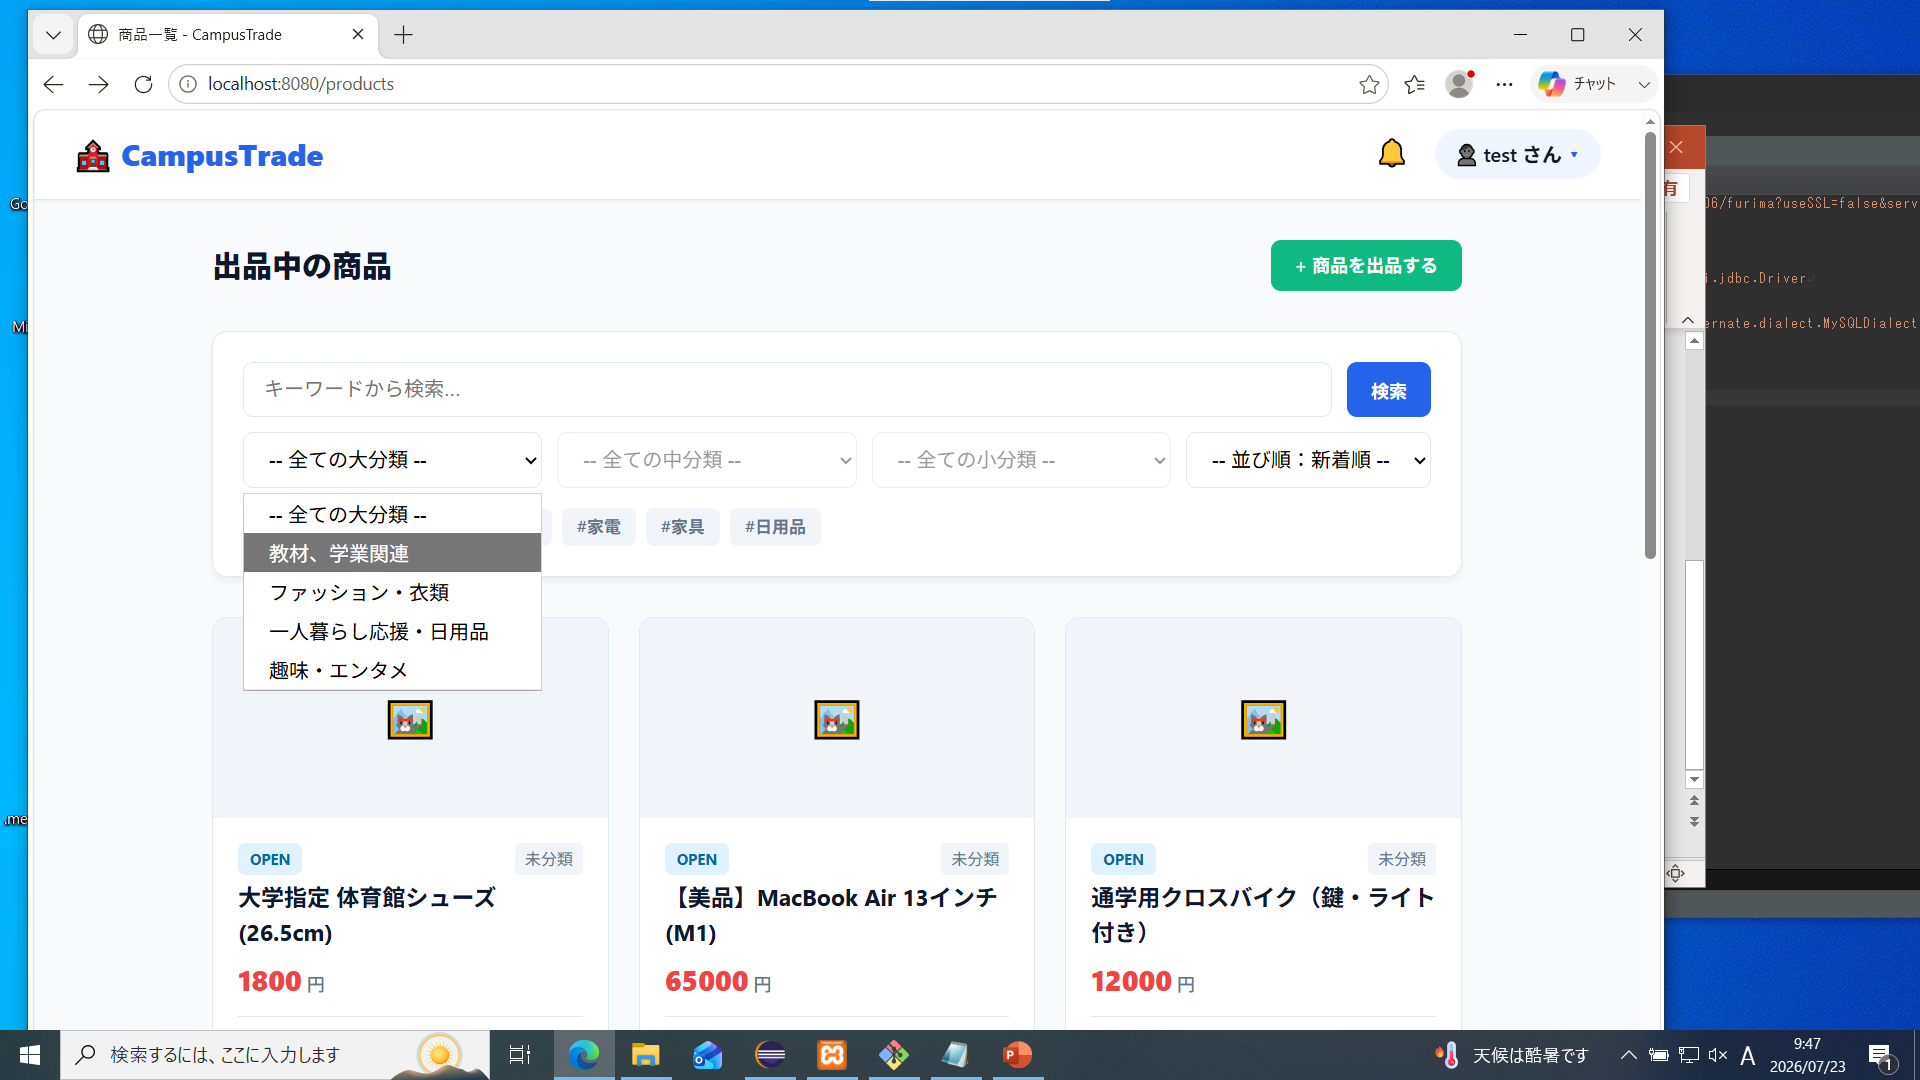 商品一覧 - CampusTrade
localhost:8080/products
チャット
CampusTrade
test さん ▾
出品中の商品
+ 商品を出品する
キーワードから検索...
検索
-- 全ての大分類 --
-- 全ての中分類 --
-- 全ての小分類 --
-- 並び順：新着順 --
-- 全ての大分類 --
教材、学業関連
ファッション・衣類
一人暮らし応援・日用品
趣味・エンタメ
#家電
#家具
#日用品
OPEN
未分類
大学指定 体育館シューズ
(26.5cm)
1800 円
OPEN
未分類
【美品】MacBook Air 13インチ
(M1)
65000 円
OPEN
未分類
通学用クロスバイク（鍵・ライト
付き）
12000 円
有
06/furima?useSSL=false&serv
i.jdbc.Driver
ernate.dialect.MySQLDialect
Go
Mi
.me
検索するには、ここに入力します
天候は酷暑です
A
9:47
2026/07/23
1